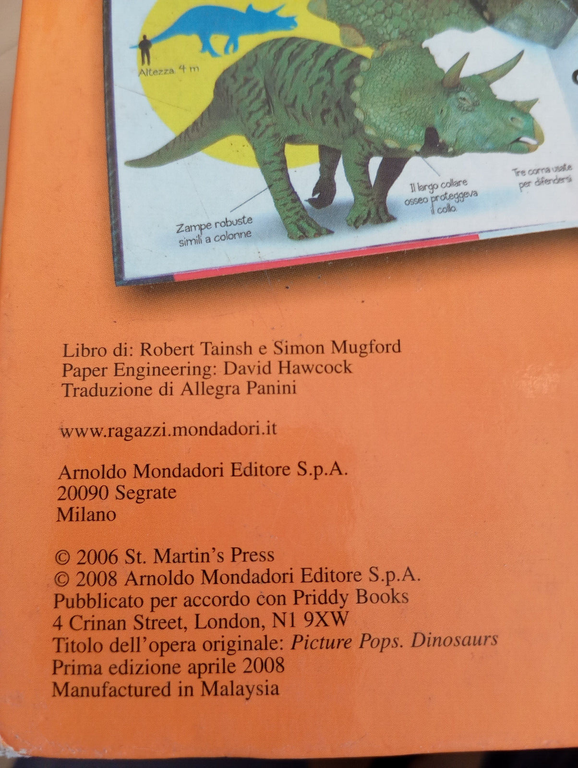 Altezza 4 m
Zampe robuste
simili a colonne
Il largo collare
osseo proteggeva
il collo.
Tre corna usate
per difendersi
Libro di: Robert Tainsh e Simon Mugford
Paper Engineering: David Hawcock
Traduzione di Allegra Panini
www.ragazzi.mondadori.it
Arnoldo Mondadori Editore S.p.A.
20090 Segrate
Milano
© 2006 St. Martin's Press
© 2008 Arnoldo Mondadori Editore S.p.A.
Pubblicato per accordo con Priddy Books
4 Crinan Street, London, N1 9XW
Titolo dell'opera originale: Picture Pops. Dinosaurs
Prima edizione aprile 2008
Manufactured in Malaysia